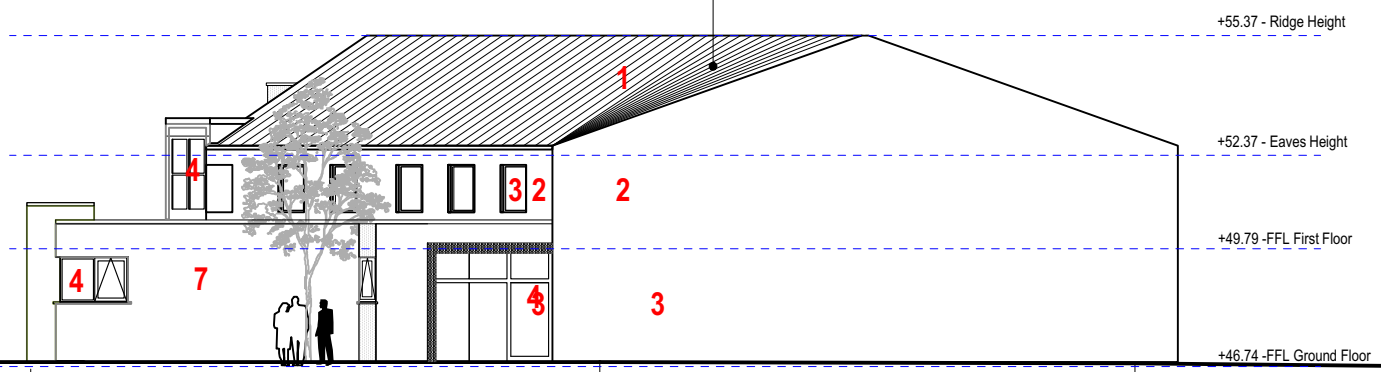 +55.37 - Ridge Height
1
+52.37 - Eaves Height
4
3 2 2
+49.79 -FFL First Floor
4 7
4
3 3
+46.74 -FFL Ground Floor